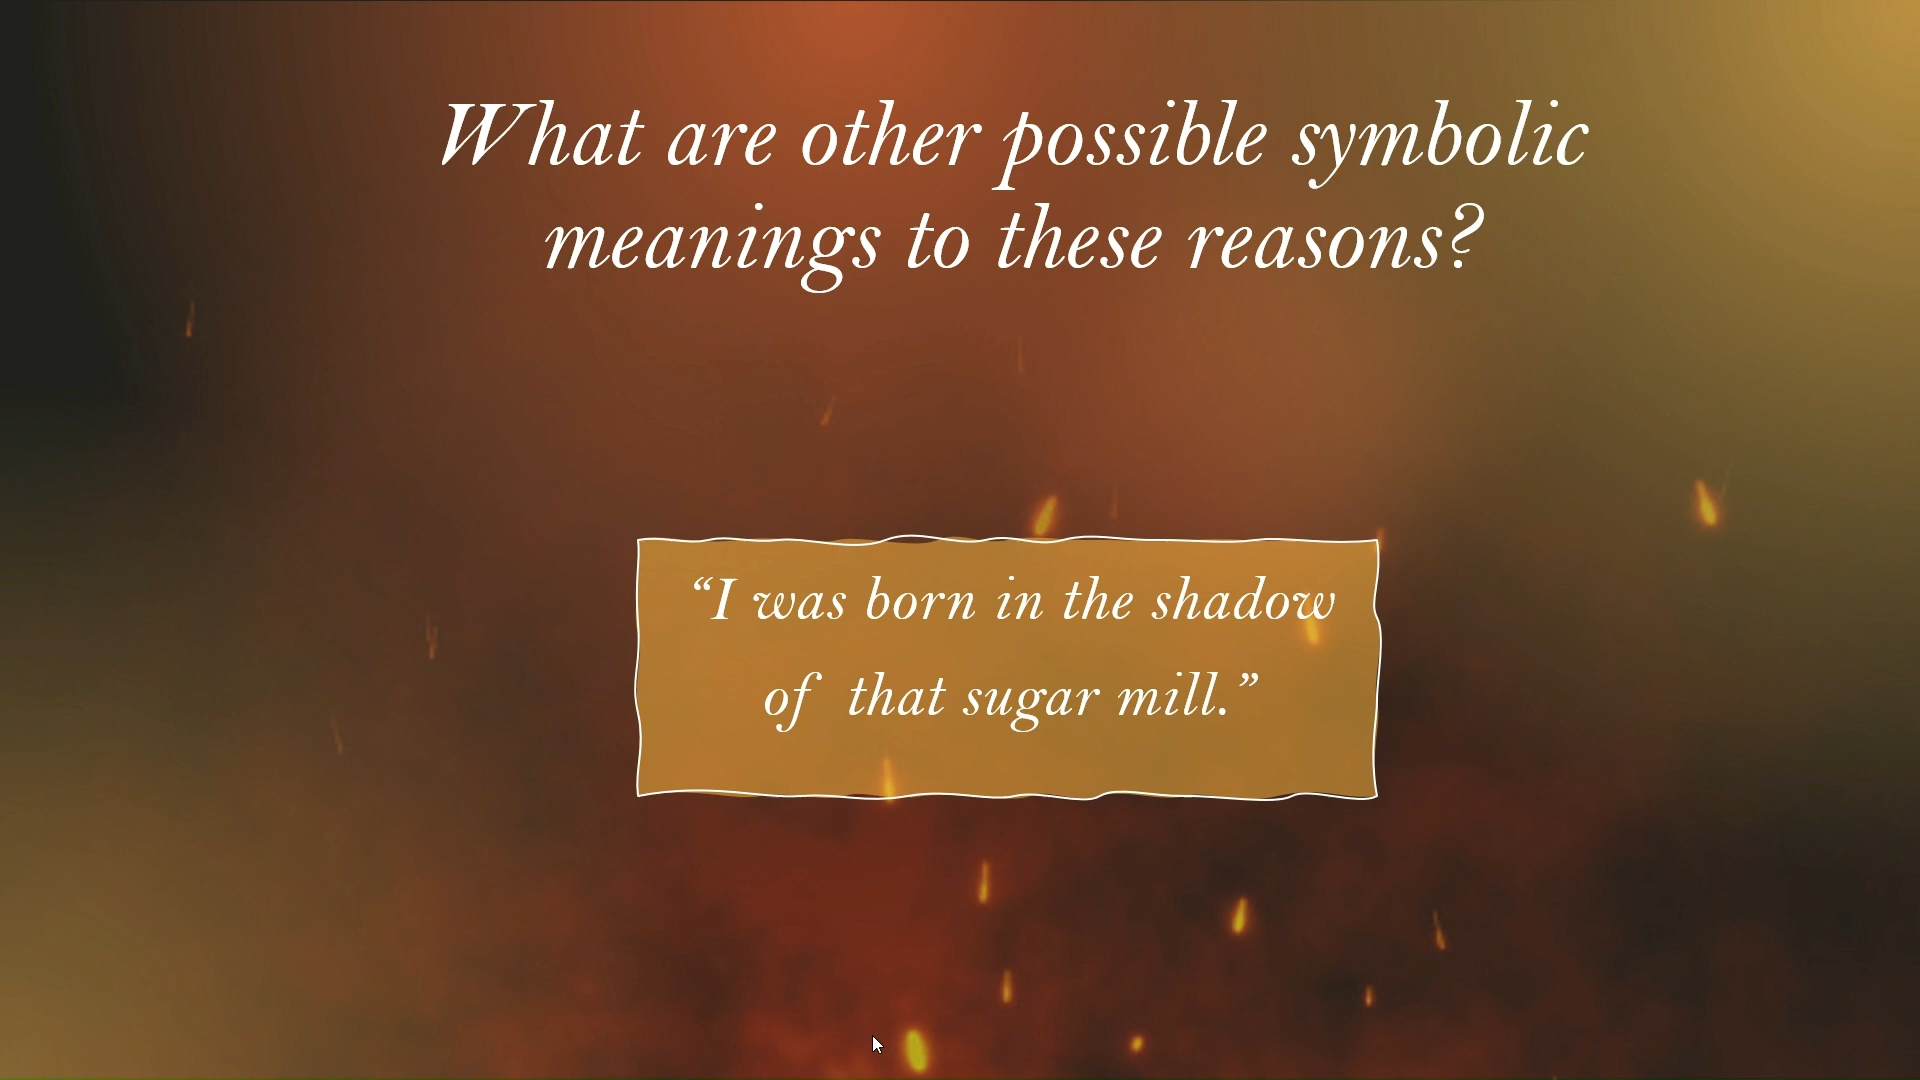 What are other possible symbolic
meanings to these reasons?
“I was born in the shadow
of that sugar mill.”